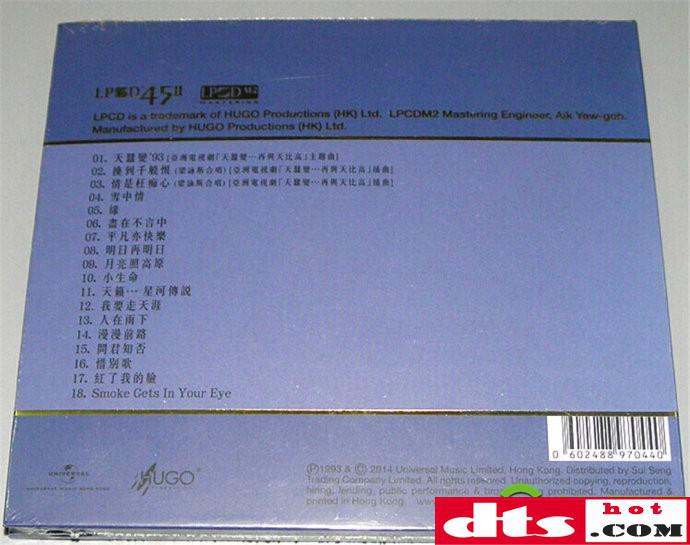 LPCD45II LPCD M2
MASTERING
LPCD is a trademark of HUGO Productions (HK) Ltd. LPCDM2 Masturing Engineer, Aik Yew-goh.
Manufactured by HUGO Productions (HK) Ltd.
01. 天蠶變'93 [亞洲電視劇「天蠶變…再與天比高」主題曲]
02. 換到千般恨 (梁詠斯合唱) [亞洲電視劇「天蠶變…再與天比高」插曲]
03. 情是枉痴心 (梁詠斯合唱) [亞洲電視劇「天蠶變…再與天比高」插曲]
04. 雪中情
05. 緣
06. 盡在不言中
07. 平凡亦快樂
08. 明日再明日
09. 月亮照高原
10. 小生命
11. 天籟… 星河傳說
12. 我要走天涯
13. 人在雨下
14. 漫漫前路
15. 問君知否
16. 惜別歌
17. 紅了我的臉
18. Smoke Gets In Your Eye
0 602488 970440
UNIVERSAL
UNIVERSAL MUSIC HONG KONG
HUGO
℗1993 & © 2014 Universal Music Limited, Hong Kong. Distributed by Sui Seng
Trading Company Limited. All rights reserved. Unauthorized copying, reproduction,
hiring, lending, public performance & prohibited. Manufactured &
printed in Hong Kong
dts hot
.COM